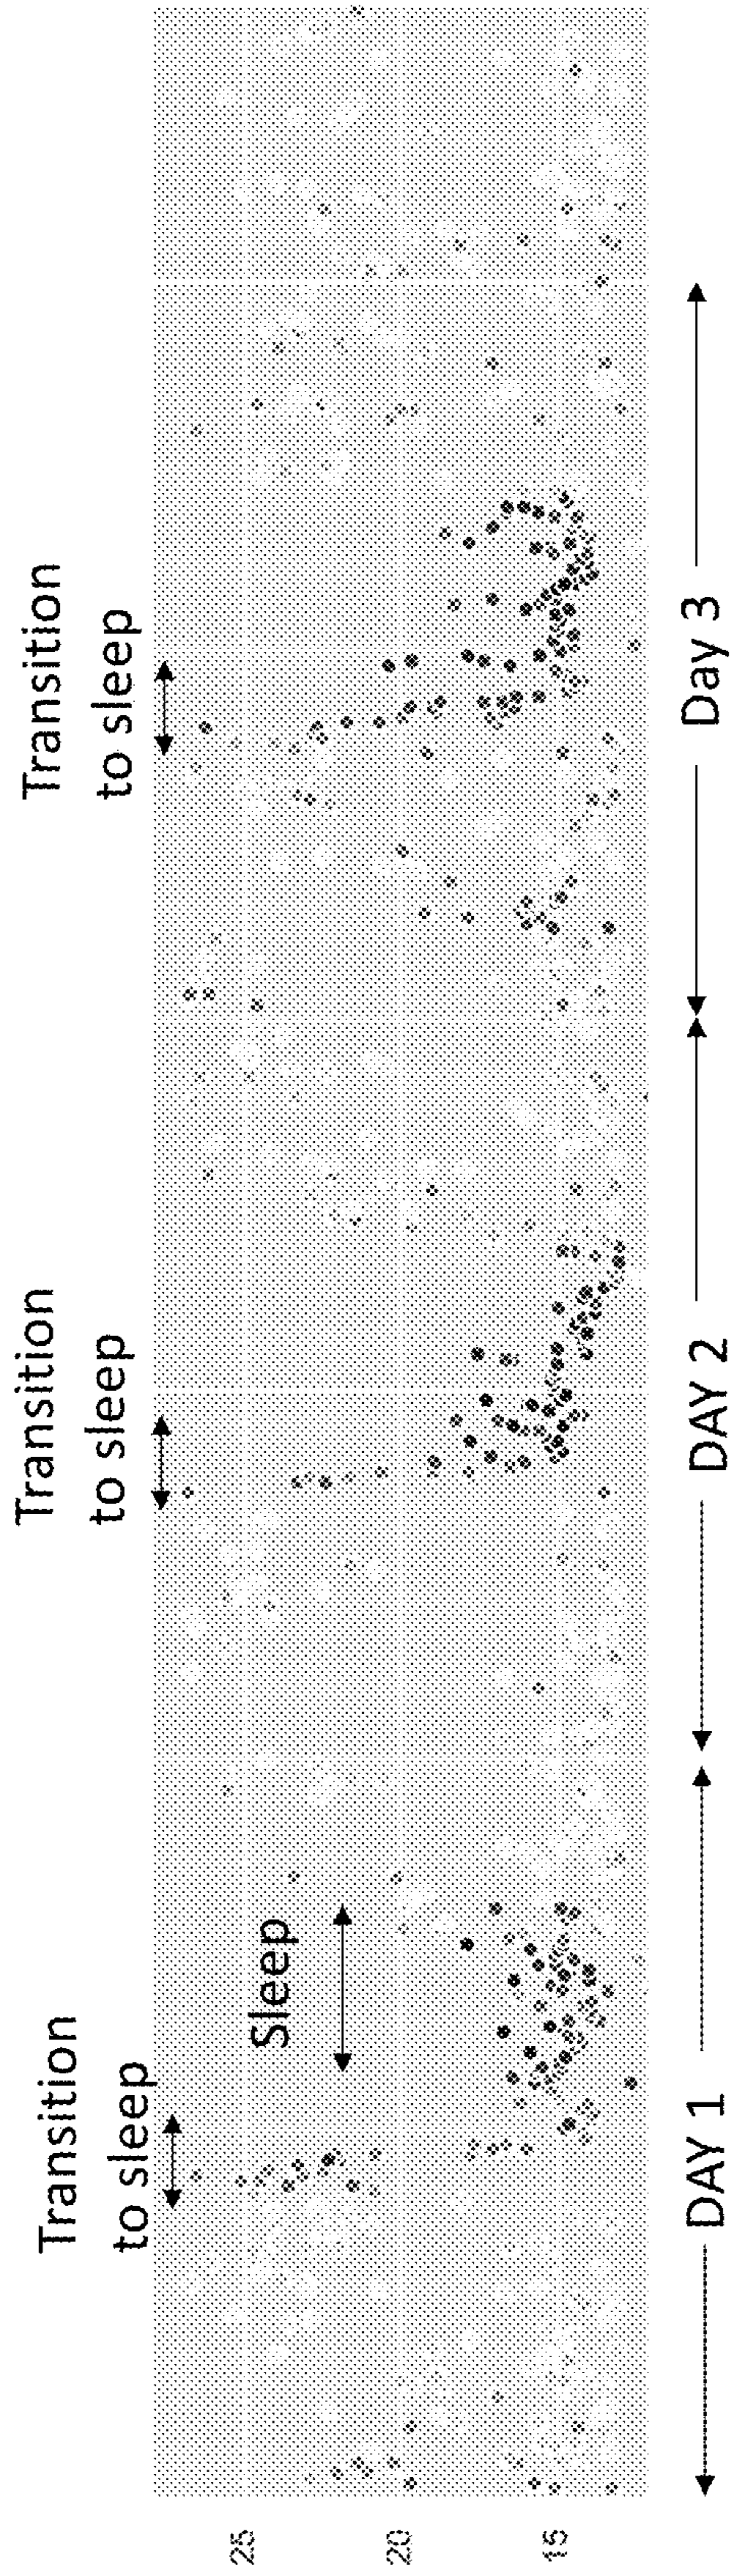 Transition
to sleep
Transition
to sleep
Transition
to sleep
Sleep
25
20
15
DAY 1
DAY 2
Day 3